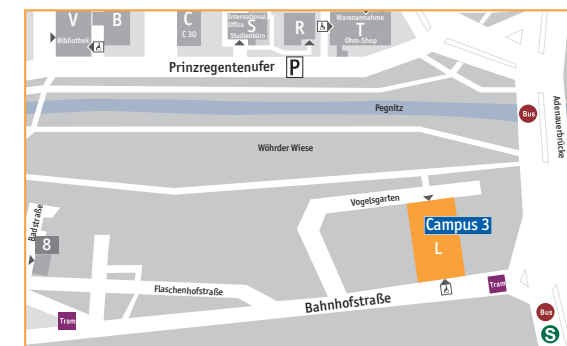 V
B
Bibliothek
C
C 30
International
Office
S
Studienbüro
R
Warenannahme
T
Ohm-Shop
Prinzregentenufer
P
Pegnitz
Bus
Adenauerbrücke
Wöhrder Wiese
Vogelsgarten
Campus 3
L
Badstraße
8
Flaschenhofstraße
Bahnhofstraße
Tram
Tram
Bus
S